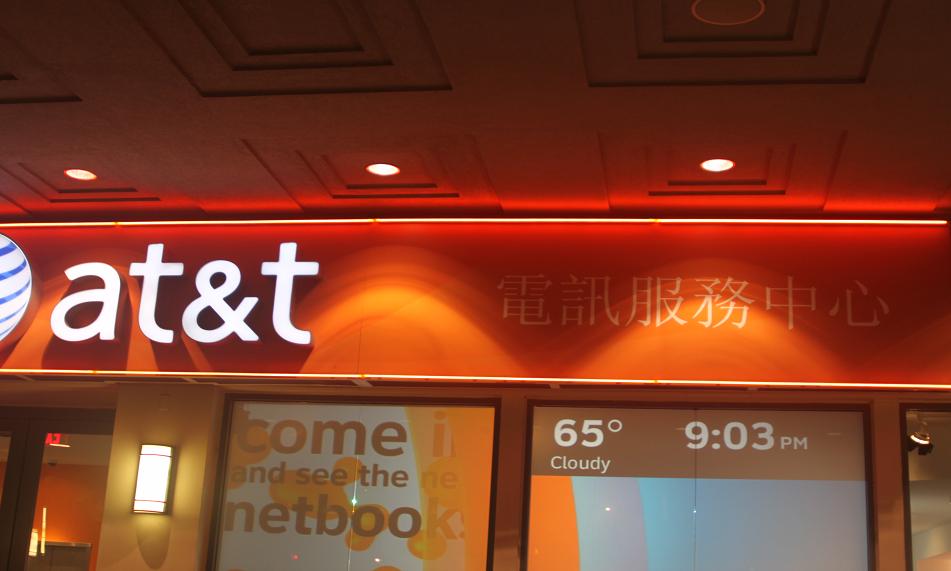 at&t
電訊服務中心
come i
and see the ne
netbook
65°
Cloudy
9:03 PM